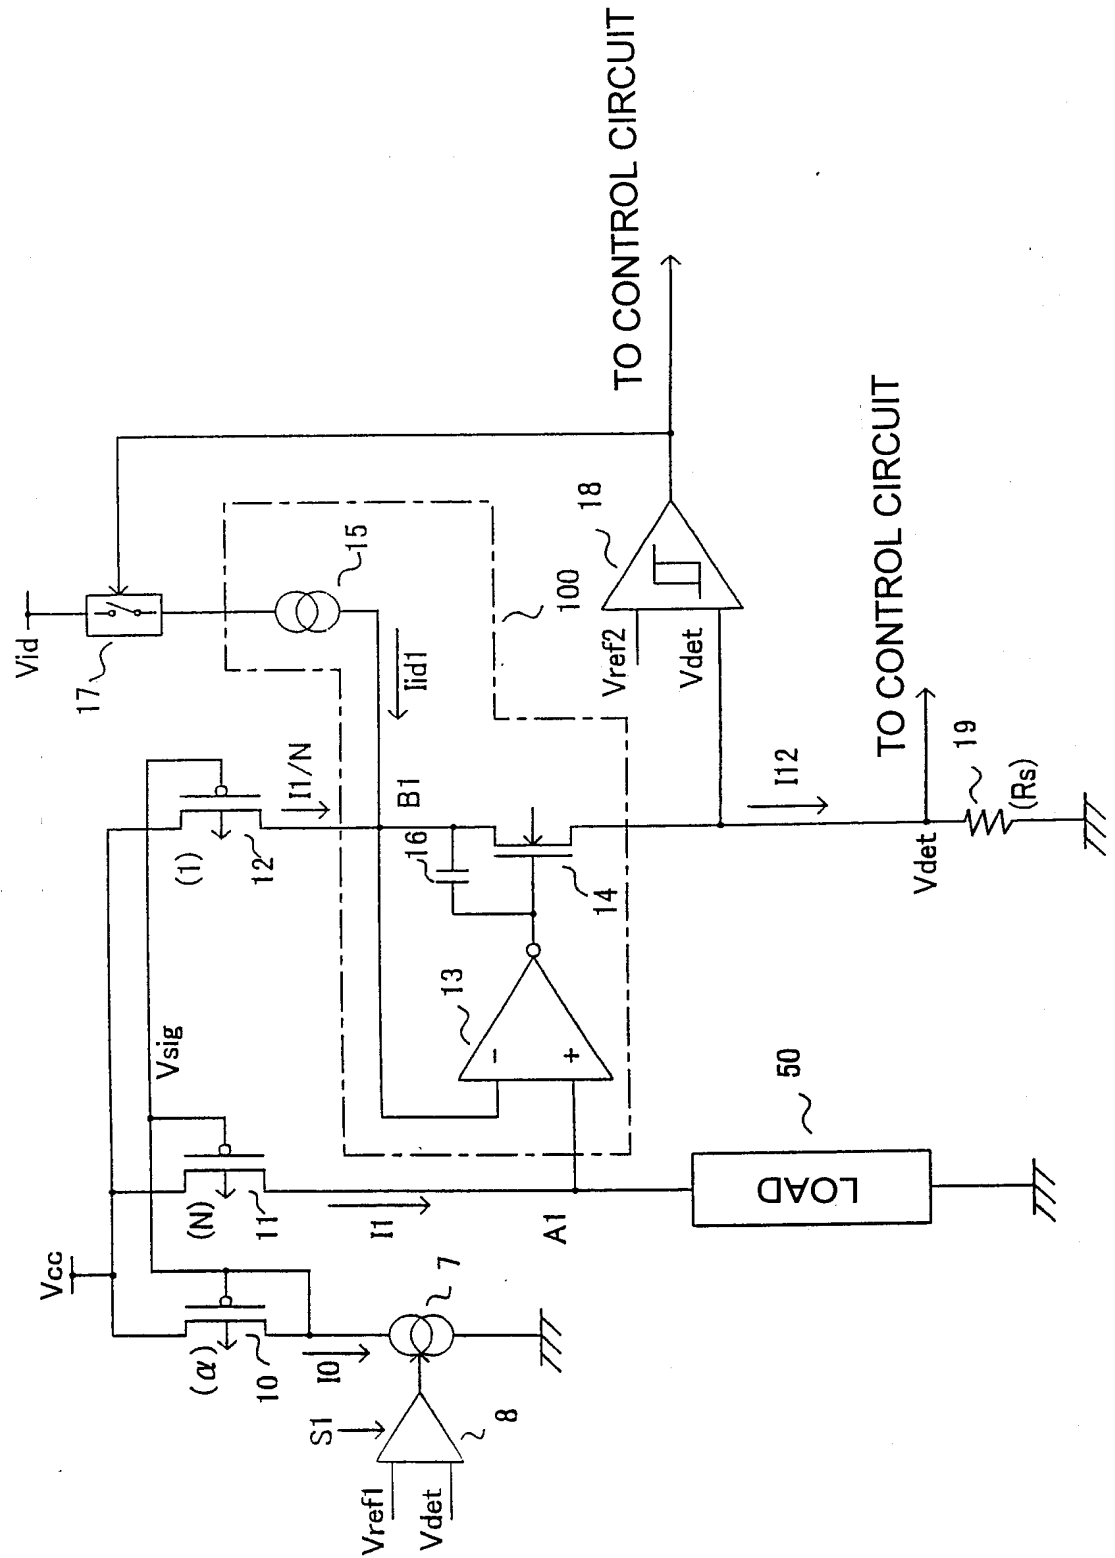 Vcc
Vid
17
(α)
10
(N)
11
Vsig
(1)
12
I1/N
15
Iid1
I0
I1
B1
16
100
S1
7
8
Vref1
Vdet
A1
13
-
+
14
18
Vref2
Vdet
TO CONTROL CIRCUIT
50
LOAD
I12
TO CONTROL CIRCUIT
Vdet
19
(Rs)